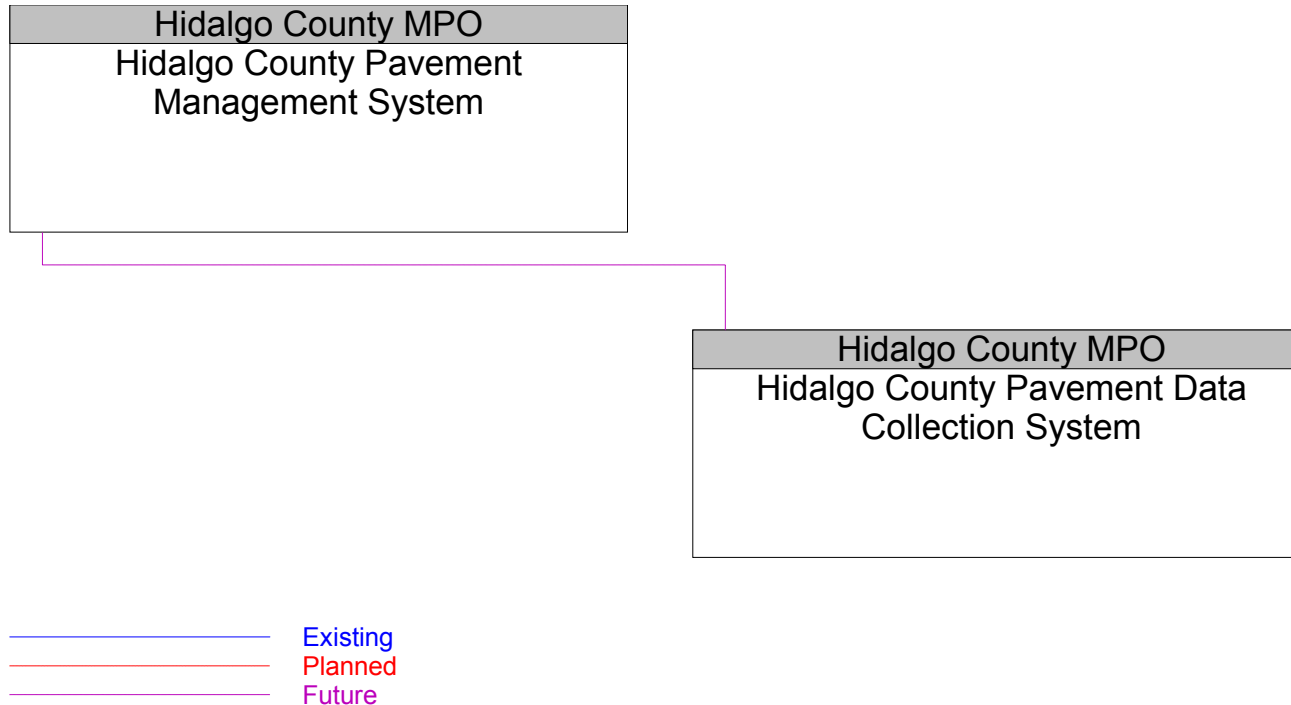 Hidalgo County MPO
Hidalgo County Pavement
Management System
Hidalgo County MPO
Hidalgo County Pavement Data
Collection System
Existing
Planned
Future